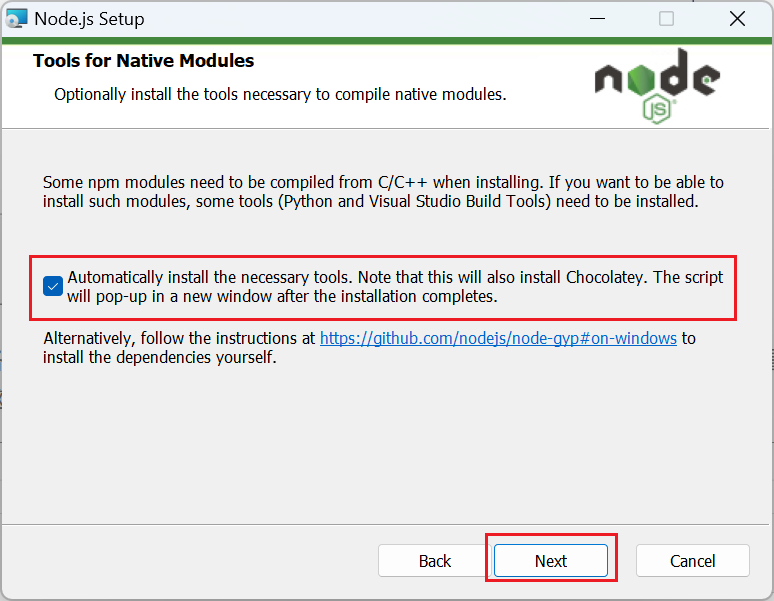 Node.js Setup
Tools for Native Modules
Optionally install the tools necessary to compile native modules.
node
JS
Some npm modules need to be compiled from C/C++ when installing. If you want to be able to
install such modules, some tools (Python and Visual Studio Build Tools) need to be installed.
Automatically install the necessary tools. Note that this will also install Chocolatey. The script
will pop-up in a new window after the installation completes.
Alternatively, follow the instructions at https://github.com/nodejs/node-gyp#on-windows to
install the dependencies yourself.
Back Next Cancel